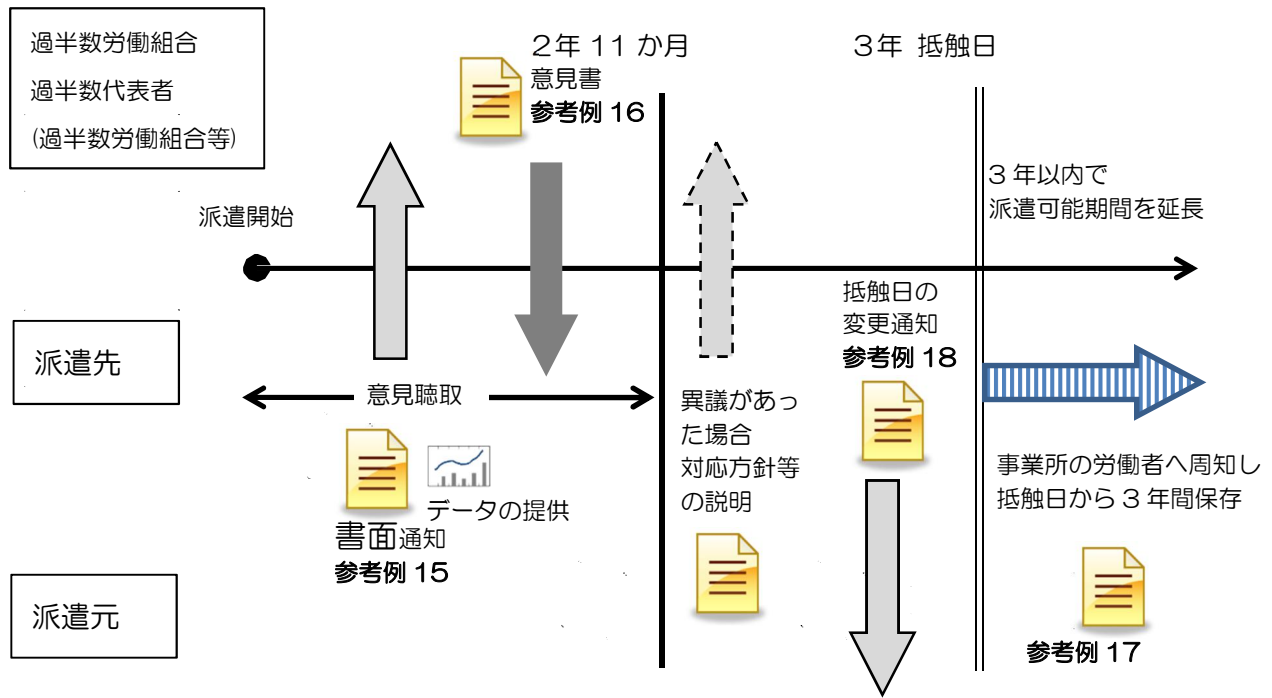 過半数労働組合
過半数代表者
(過半数労働組合等)
２年 11 か月
意見書
参考例 16
３年 抵触日
派遣開始
３年以内で
派遣可能期間を延長
派遣先
意見聴取
データの提供
書面通知
参考例 15
異議があっ
た場合
対応方針等
の説明
抵触日の
変更通知
参考例 18
事業所の労働者へ周知し
抵触日から３年間保存
参考例 17
派遣元